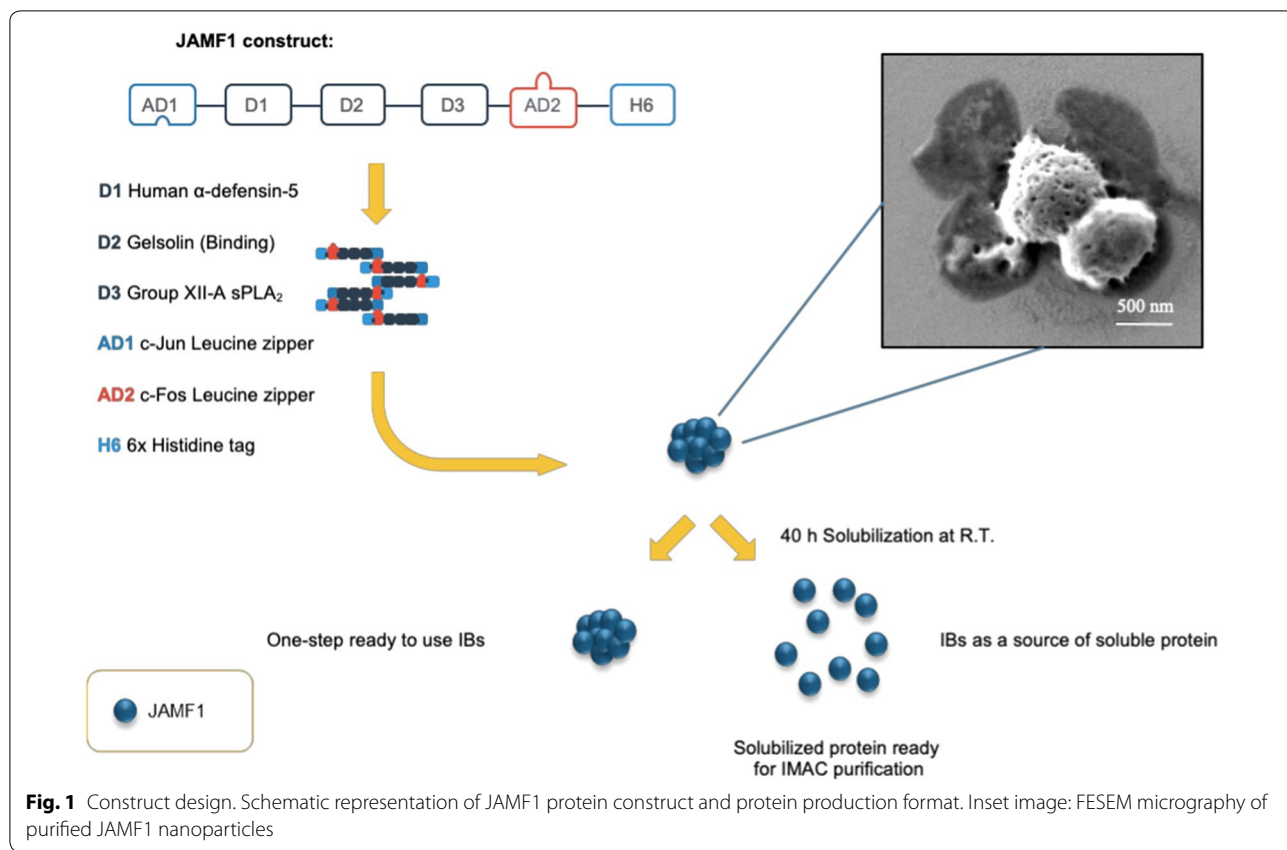 JAMF1 construct:
AD1 D1 D2 D3 AD2 H6
D1 Human α-defensin-5
D2 Gelsolin (Binding)
D3 Group XII-A sPLA₂
AD1 c-Jun Leucine zipper
AD2 c-Fos Leucine zipper
H6 6x Histidine tag
500 nm
40 h Solubilization at R.T.
One-step ready to use IBs
IBs as a source of soluble protein
JAMF1
Solubilized protein ready
for IMAC purification
Fig. 1 Construct design. Schematic representation of JAMF1 protein construct and protein production format. Inset image: FESEM micrography of
purified JAMF1 nanoparticles